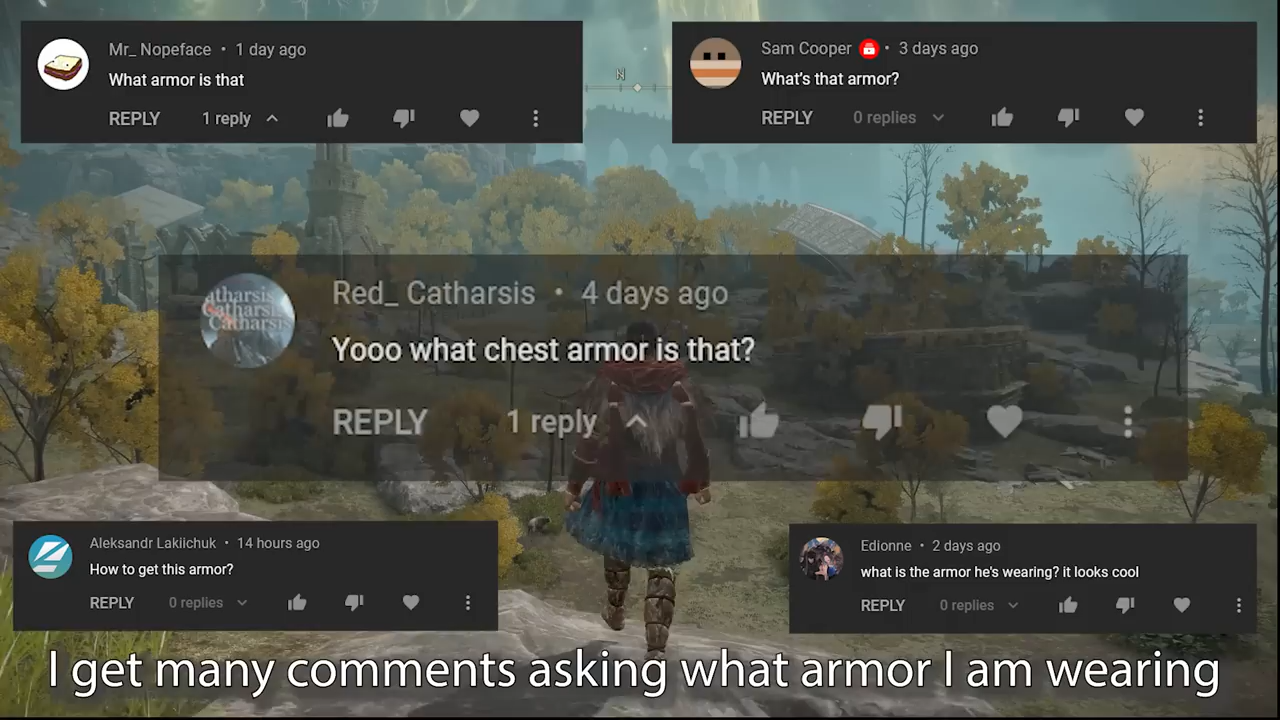 Mr_ Nopeface • 1 day ago
What armor is that
REPLY 1 reply
Sam Cooper • 3 days ago
What's that armor?
REPLY 0 replies
N
atharsis
Catharsis
Catharsis
Red_ Catharsis • 4 days ago
Yooo what chest armor is that?
REPLY 1 reply
Aleksandr Lakiichuk • 14 hours ago
How to get this armor?
REPLY 0 replies
Edionne • 2 days ago
what is the armor he's wearing? it looks cool
REPLY 0 replies
I get many comments asking what armor I am wearing